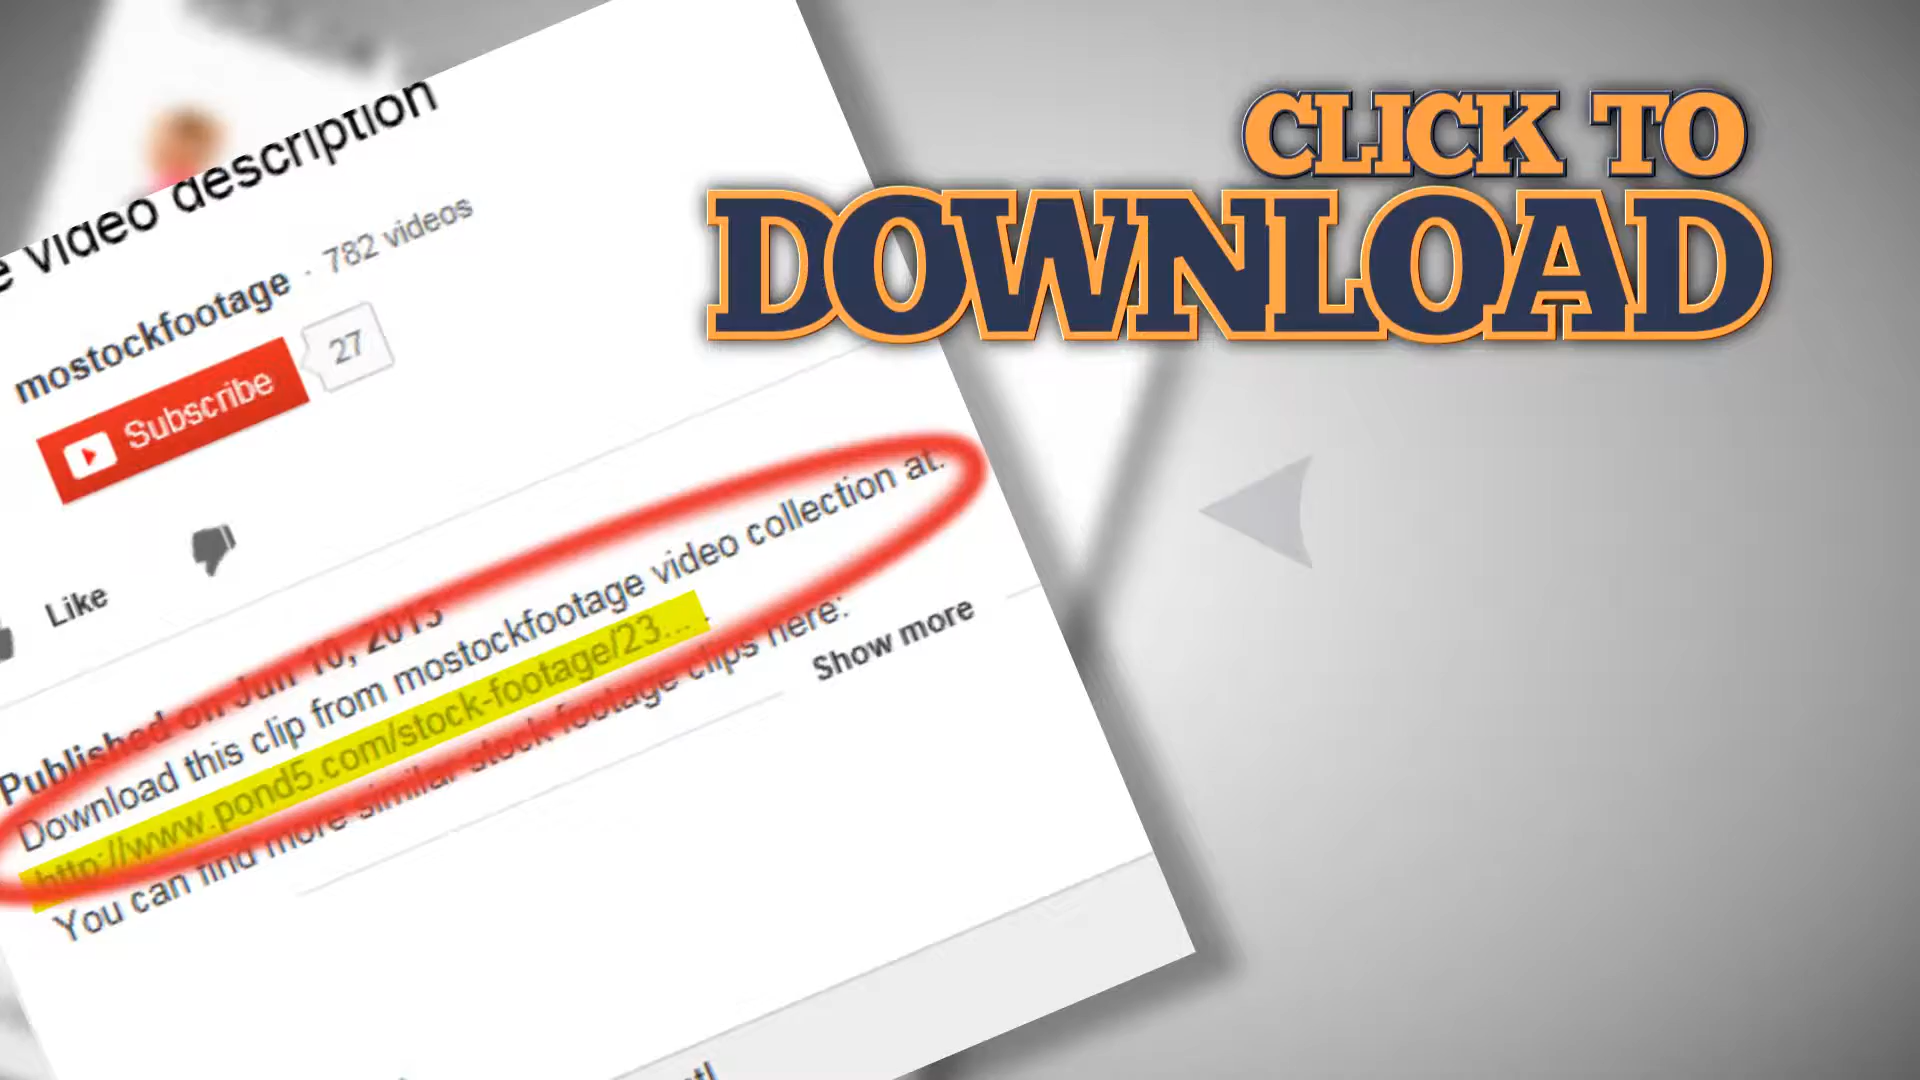 CLICK TO
DOWNLOAD
video description
mostockfootage · 782 videos
Subscribe 27
Like
Published on Jun 10, 2013
Download this clip from mostockfootage video collection at:
http://www.pond5.com/stock-footage/23... .
You can find more similar stock footage clips here:
Show more